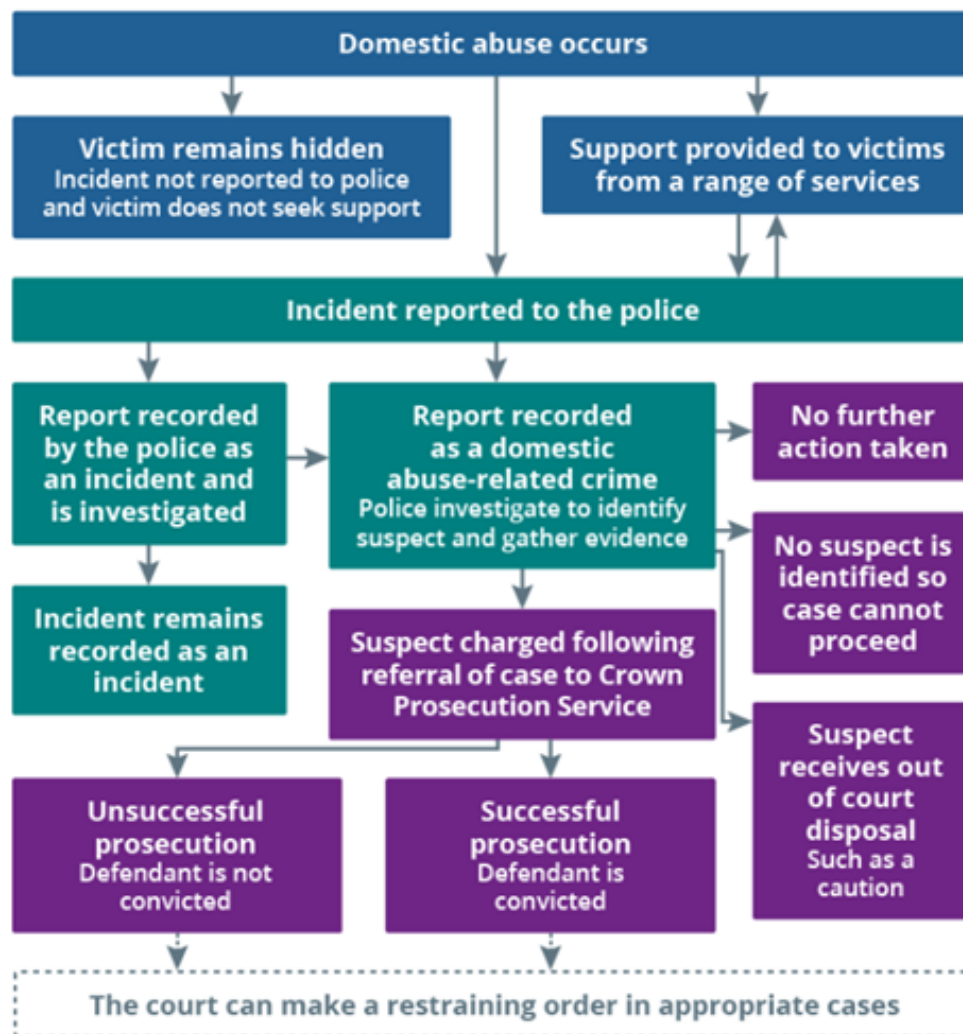 Domestic abuse occurs
Victim remains hidden
Incident not reported to police
and victim does not seek support
Support provided to victims
from a range of services
Incident reported to the police
Report recorded
by the police as
an incident and
is investigated
Report recorded
as a domestic
abuse-related crime
Police investigate to identify
suspect and gather evidence
No further
action taken
No suspect is
identified so
case cannot
proceed
Incident remains
recorded as an
incident
Suspect charged following
referral of case to Crown
Prosecution Service
Suspect
receives out
of court
disposal
Such as a
caution
Unsuccessful
prosecution
Defendant is not
convicted
Successful
prosecution
Defendant is
convicted
The court can make a restraining order in appropriate cases